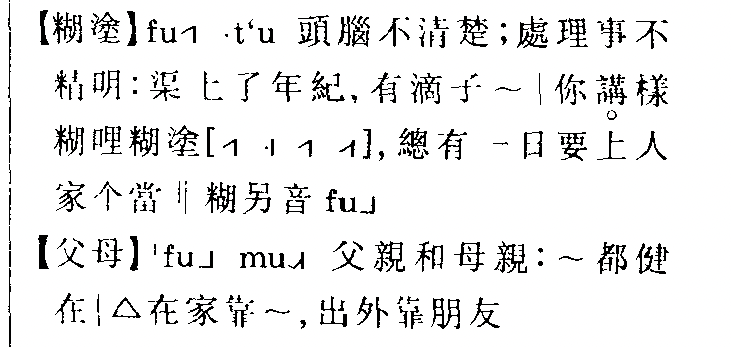 【糊塗】fu˧˥ ·t‘u 頭腦不清楚；處理事不
精明：渠上了年紀，有滴子～｜你講樣
糊哩糊塗[˧˥ ˧ ˧˥ ˨˦]，總有一日要上人
家个當‖糊另音 fu˩
【父母】ˈfu˩ mu˨˦ 父親和母親：～都健
在｜△在家靠～，出外靠朋友